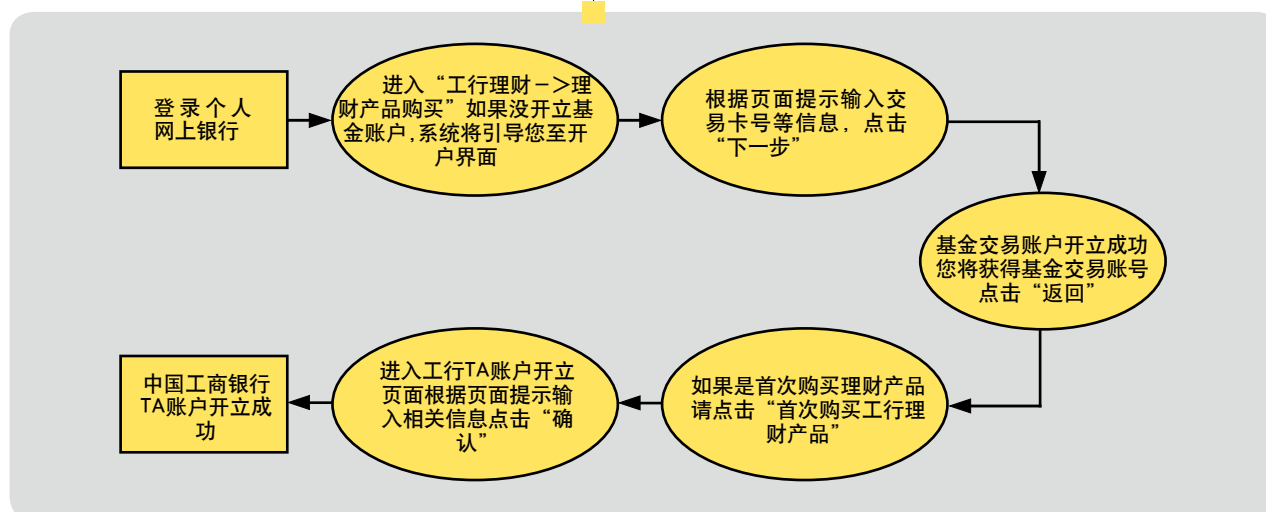 登录个人
网上银行
进入“工行理财－>理
财产品购买”如果没开立基
金账户,系统将引导您至开
户界面
根据页面提示输入交
易卡号等信息，点击
“下一步”
基金交易账户开立成功
您将获得基金交易账号
点击“返回”
如果是首次购买理财产品
请点击“首次购买工行理
财产品”
进入工行TA账户开立
页面根据页面提示输
入相关信息点击“确
认”
中国工商银行
TA账户开立成
功